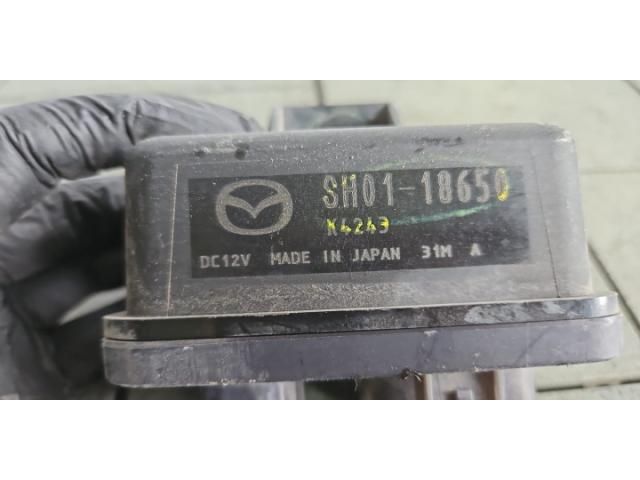 SH01-18650
K4243
DC12V MADE IN JAPAN 31M A